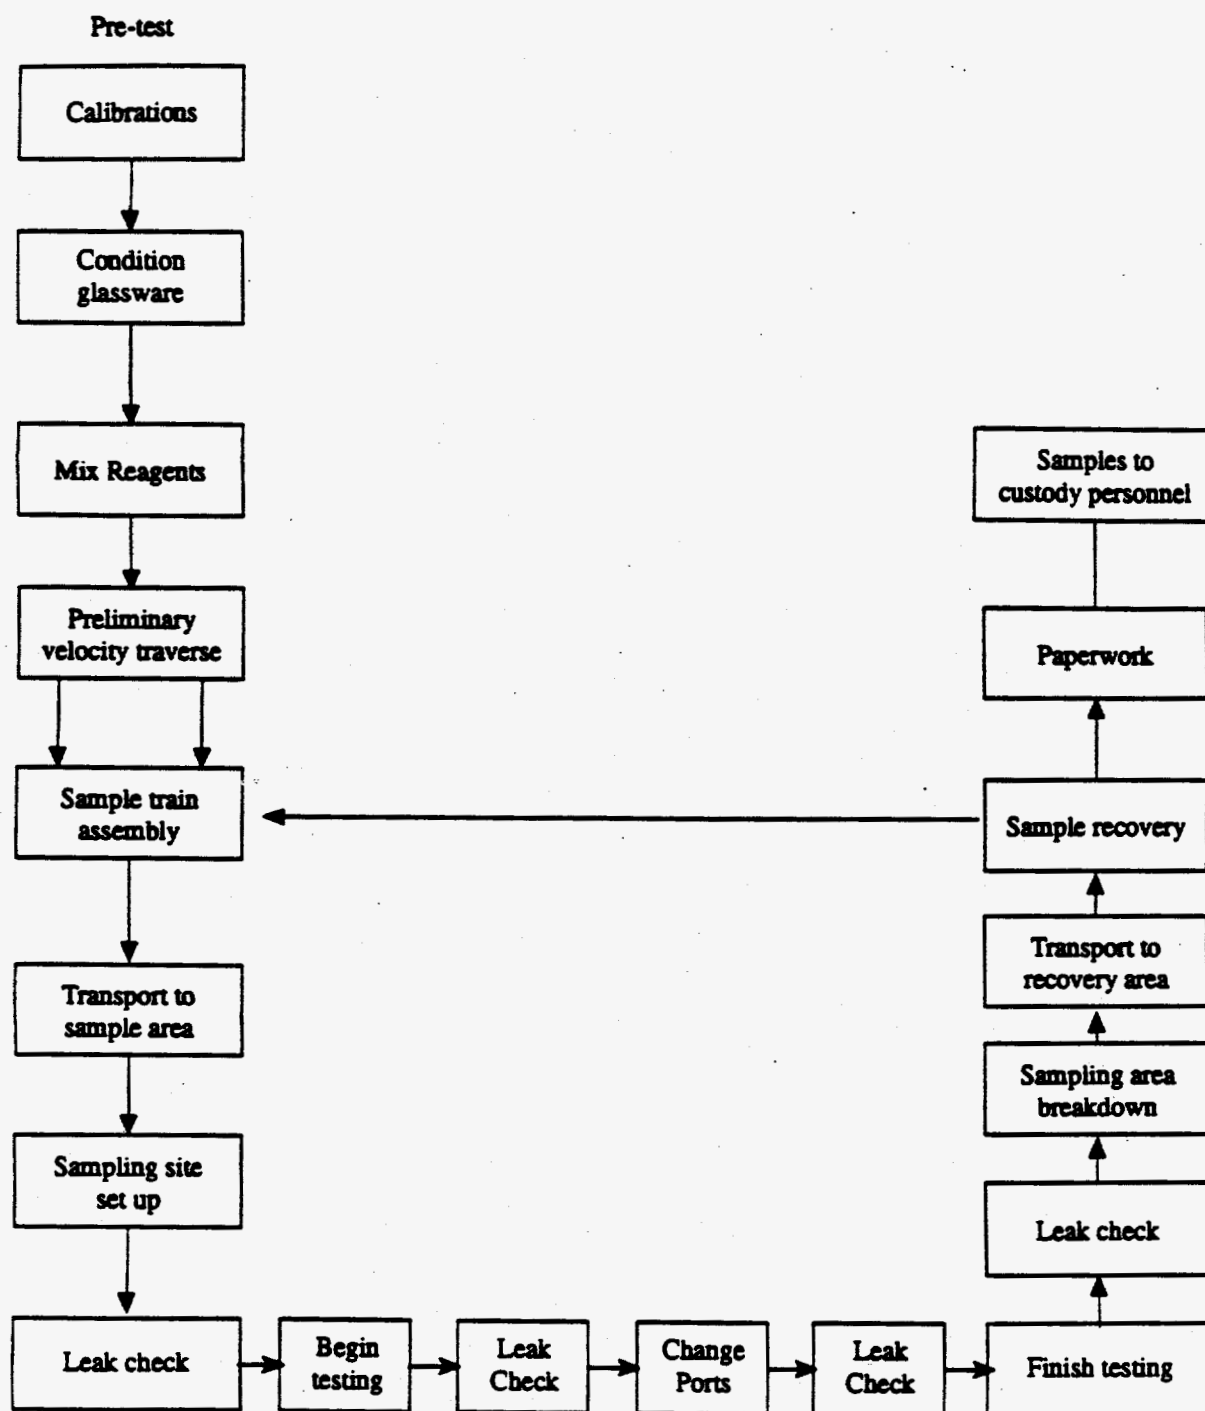 Pre-test
Calibrations
Condition
glassware
Mix Reagents
Preliminary
velocity traverse
Sample train
assembly
Transport to
sample area
Sampling site
set up
Leak check
Begin
testing
Leak
Check
Change
Ports
Leak
Check
Finish testing
Leak check
Sampling area
breakdown
Transport to
recovery area
Sample recovery
Paperwork
Samples to
custody personnel